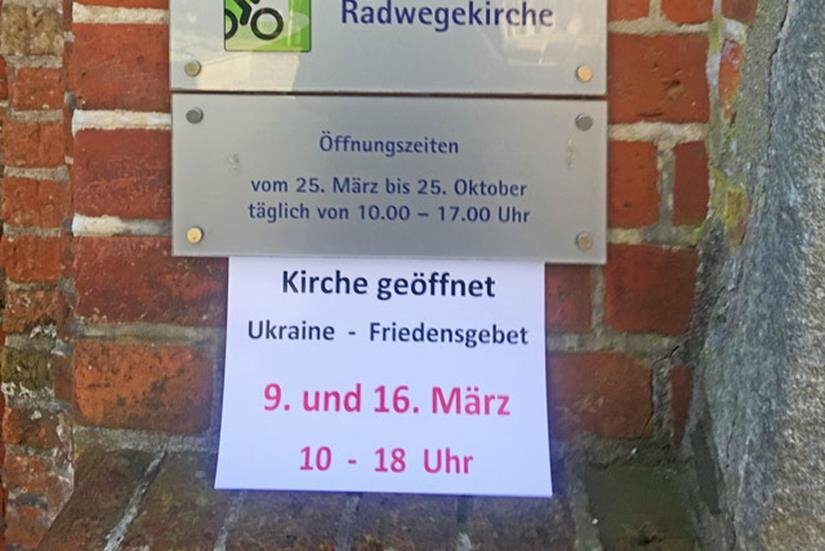 Radwegekirche
Öffnungszeiten
vom 25. März bis 25. Oktober
täglich von 10.00 – 17.00 Uhr
Kirche geöffnet
Ukraine - Friedensgebet
9. und 16. März
10 - 18 Uhr